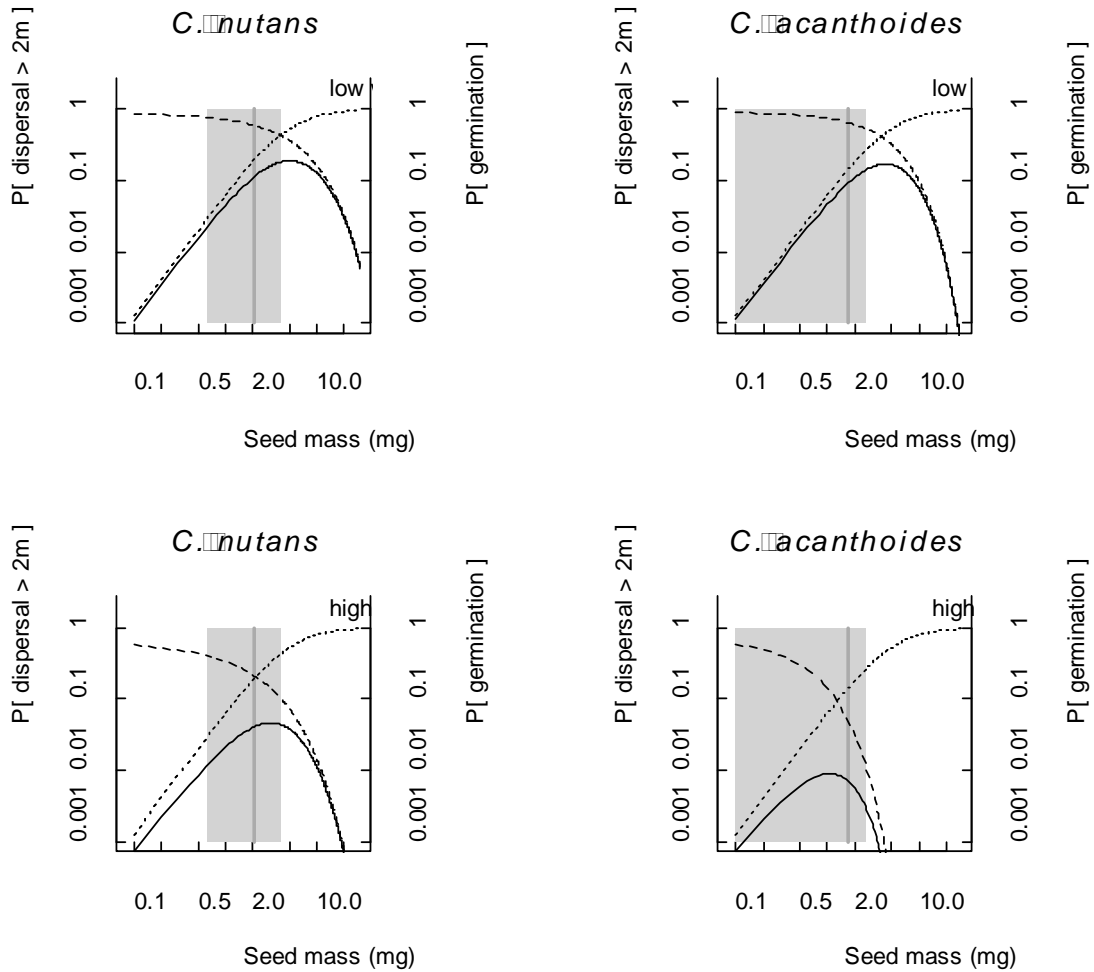 C. nutans
P[ dispersal > 2m ]
1
0.1
0.01
0.001
low
1
0.1
0.01
0.001
P[ germination ]
0.1 0.5 2.0 10.0
Seed mass (mg)
C. acanthoides
P[ dispersal > 2m ]
1
0.1
0.01
0.001
low
1
0.1
0.01
0.001
P[ germination ]
0.1 0.5 2.0 10.0
Seed mass (mg)
C. nutans
P[ dispersal > 2m ]
1
0.1
0.01
0.001
high
1
0.1
0.01
0.001
P[ germination ]
0.1 0.5 2.0 10.0
Seed mass (mg)
C. acanthoides
P[ dispersal > 2m ]
1
0.1
0.01
0.001
high
1
0.1
0.01
0.001
P[ germination ]
0.1 0.5 2.0 10.0
Seed mass (mg)